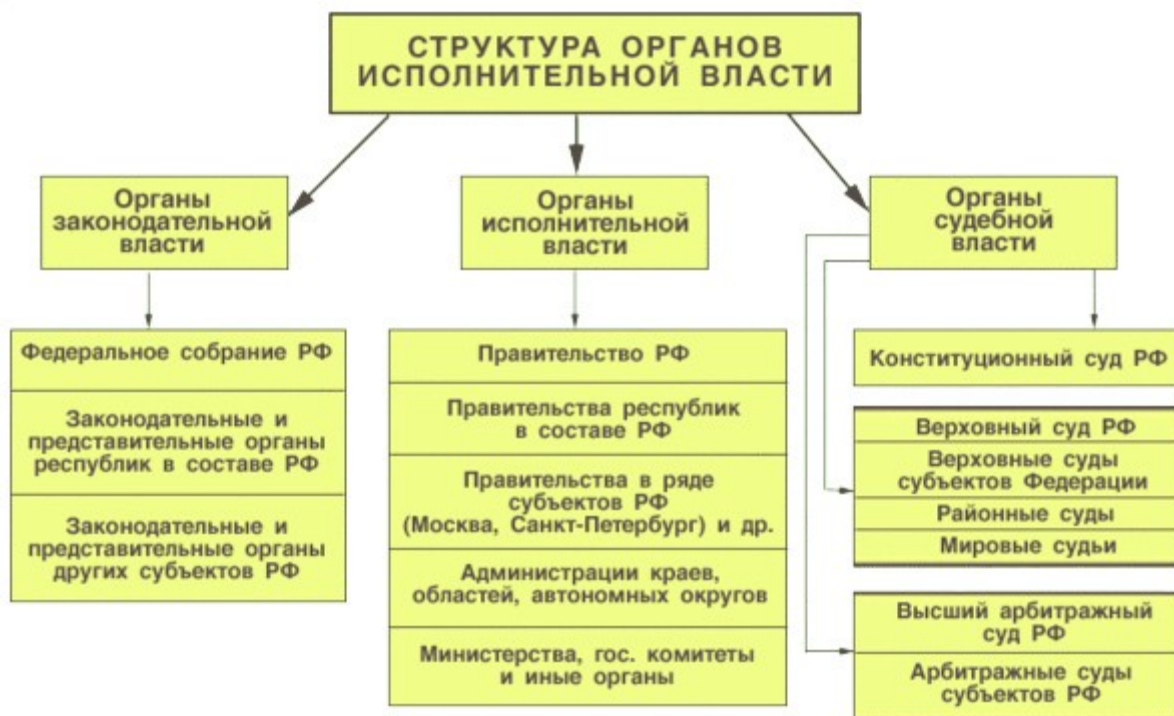 СТРУКТУРА ОРГАНОВ
ИСПОЛНИТЕЛЬНОЙ ВЛАСТИ
Органы
законодательной
власти
Федеральное собрание РФ
Законодательные и
представительные органы
республик в составе РФ
Законодательные и
представительные органы
других субъектов РФ
Органы
исполнительной
власти
Правительство РФ
Правительства республик
в составе РФ
Правительства в ряде
субъектов РФ
(Москва, Санкт-Петербург) и др.
Администрации краев,
областей, автономных округов
Министерства, гос. комитеты
и иные органы
Органы
судебной
власти
Конституционный суд РФ
Верховный суд РФ
Верховные суды
субъектов Федерации
Районные суды
Мировые судьи
Высший арбитражный
суд РФ
Арбитражные суды
субъектов РФ